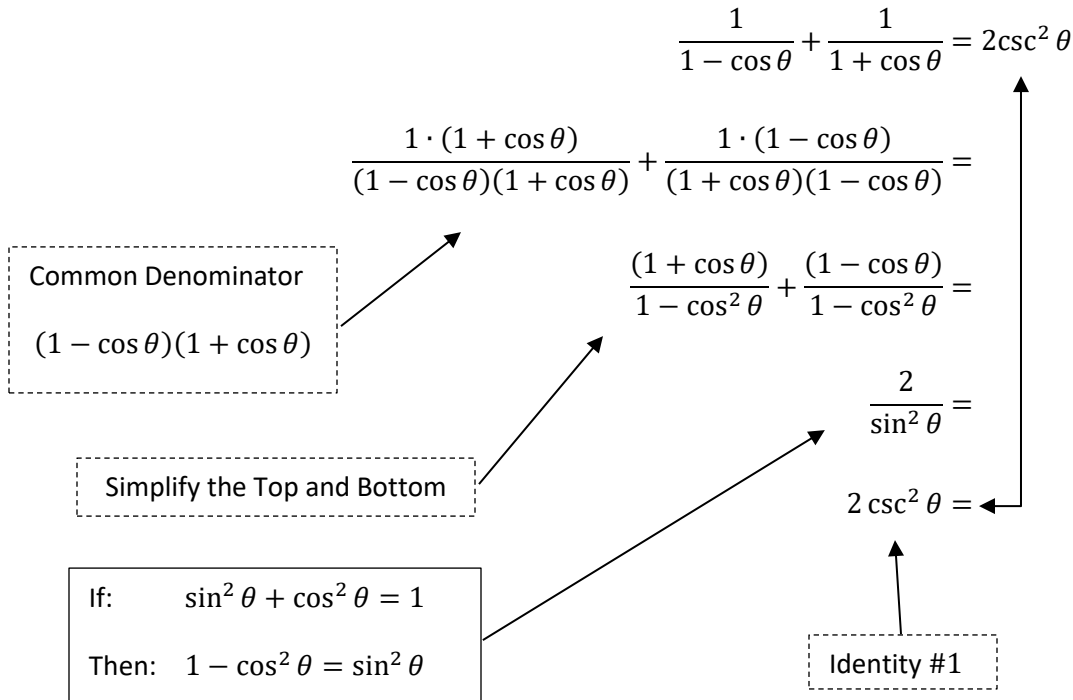 1/(1 − cos θ) + 1/(1 + cos θ) = 2csc² θ
1 · (1 + cos θ)/((1 − cos θ)(1 + cos θ)) + 1 · (1 − cos θ)/((1 + cos θ)(1 − cos θ)) =
Common Denominator
(1 − cos θ)(1 + cos θ)
(1 + cos θ)/(1 − cos² θ) + (1 − cos θ)/(1 − cos² θ) =
2/sin² θ =
Simplify the Top and Bottom
2 csc² θ =
If: sin² θ + cos² θ = 1
Then: 1 − cos² θ = sin² θ
Identity #1